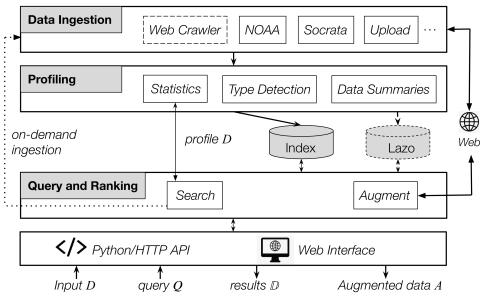 Data Ingestion
Web Crawler
NOAA
Socrata
Upload
...
Profiling
Statistics
Type Detection
Data Summaries
on-demand
ingestion
profile D
Index
Lazo
Web
Query and Ranking
Search
Augment
</> Python/HTTP API
Web Interface
Input D
query Q
results 𝔻
Augmented data A